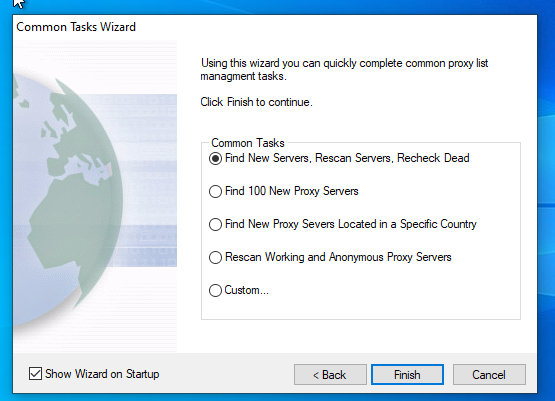 Common Tasks Wizard
Using this wizard you can quickly complete common proxy list
managment tasks.
Click Finish to continue.
Common Tasks
Find New Servers, Rescan Servers, Recheck Dead
Find 100 New Proxy Servers
Find New Proxy Severs Located in a Specific Country
Rescan Working and Anonymous Proxy Servers
Custom...
Show Wizard on Startup
< Back
Finish
Cancel